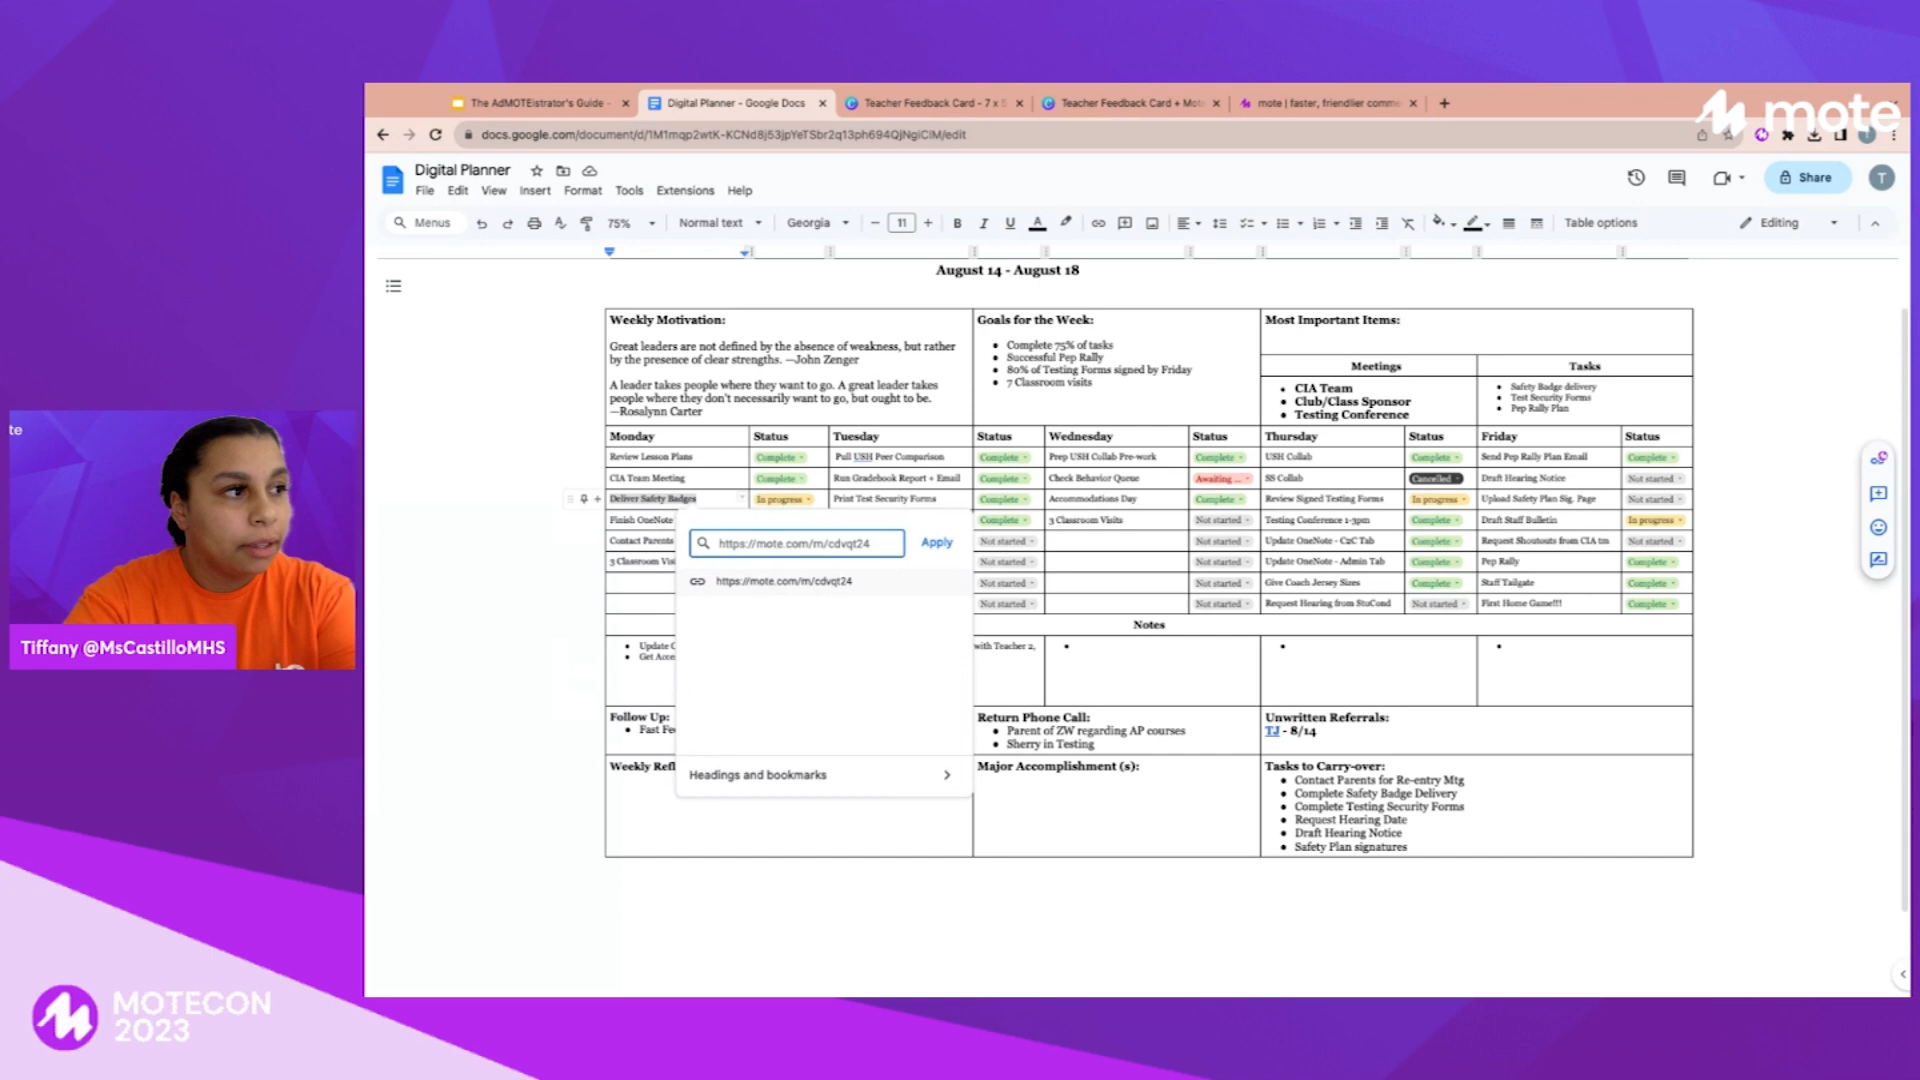 The AdMOTEistrator's Guide -
Digital Planner - Google Docs
Teacher Feedback Card - 7 x 5
Teacher Feedback Card + Mot
mote | faster, friendlier comme
mote
docs.google.com/document/d/1M1mqp2wtK-KCNd8j53jpYeTSbr2q13ph694QjNgiCIM/edit
Digital Planner
File Edit View Insert Format Tools Extensions Help
Share
T
Menus 75% Normal text Georgia 11 Table options Editing
August 14 - August 18
Weekly Motivation:
Great leaders are not defined by the absence of weakness, but rather
by the presence of clear strengths. —John Zenger
A leader takes people where they want to go. A great leader takes
people where they don't necessarily want to go, but ought to be.
—Rosalynn Carter
Goals for the Week:
Complete 75% of tasks
Successful Pep Rally
80% of Testing Forms signed by Friday
7 Classroom visits
Most Important Items:
Meetings Tasks
CIA Team
Club/Class Sponsor
Testing Conference
Safety Badge delivery
Test Security Forms
Pep Rally Plan
Monday Status Tuesday Status Wednesday Status Thursday Status Friday Status
Review Lesson Plans Complete Pull USH Peer Comparison Complete Prep USH Collab Pre-work Complete USH Collab Complete Send Pep Rally Plan Email Complete
CIA Team Meeting Complete Run Gradebook Report + Email Complete Check Behavior Queue Awaiting ... SS Collab Cancelled Draft Hearing Notice Not started
Deliver Safety Badges In progress Print Test Security Forms Complete Accommodations Day Complete Review Signed Testing Forms In progress Upload Safety Plan Sig. Page Not started
Finish OneNote Complete 3 Classroom Visits Not started Testing Conference 1-3pm Complete Draft Staff Bulletin In progress
Contact Parents Not started Not started Update OneNote - C2C Tab Complete Request Shoutouts from CIA tm Not started
3 Classroom Vis Not started Not started Update OneNote - Admin Tab Complete Pep Rally Complete
Not started Not started Give Coach Jersey Sizes Complete Staff Tailgate Complete
Not started Not started Request Hearing from StuCond Not started First Home Game!!! Complete
https://mote.com/m/cdvqt24 Apply
https://mote.com/m/cdvqt24
Headings and bookmarks
Notes
Update
Get Acce
with Teacher 2,
Follow Up:
Fast Fe
Return Phone Call:
Parent of ZW regarding AP courses
Sherry in Testing
Unwritten Referrals:
TJ - 8/14
Weekly Refl
Major Accomplishment (s):
Tasks to Carry-over:
Contact Parents for Re-entry Mtg
Complete Safety Badge Delivery
Complete Testing Security Forms
Request Hearing Date
Draft Hearing Notice
Safety Plan signatures
te
Tiffany @MsCastilloMHS
MOTECON
2023